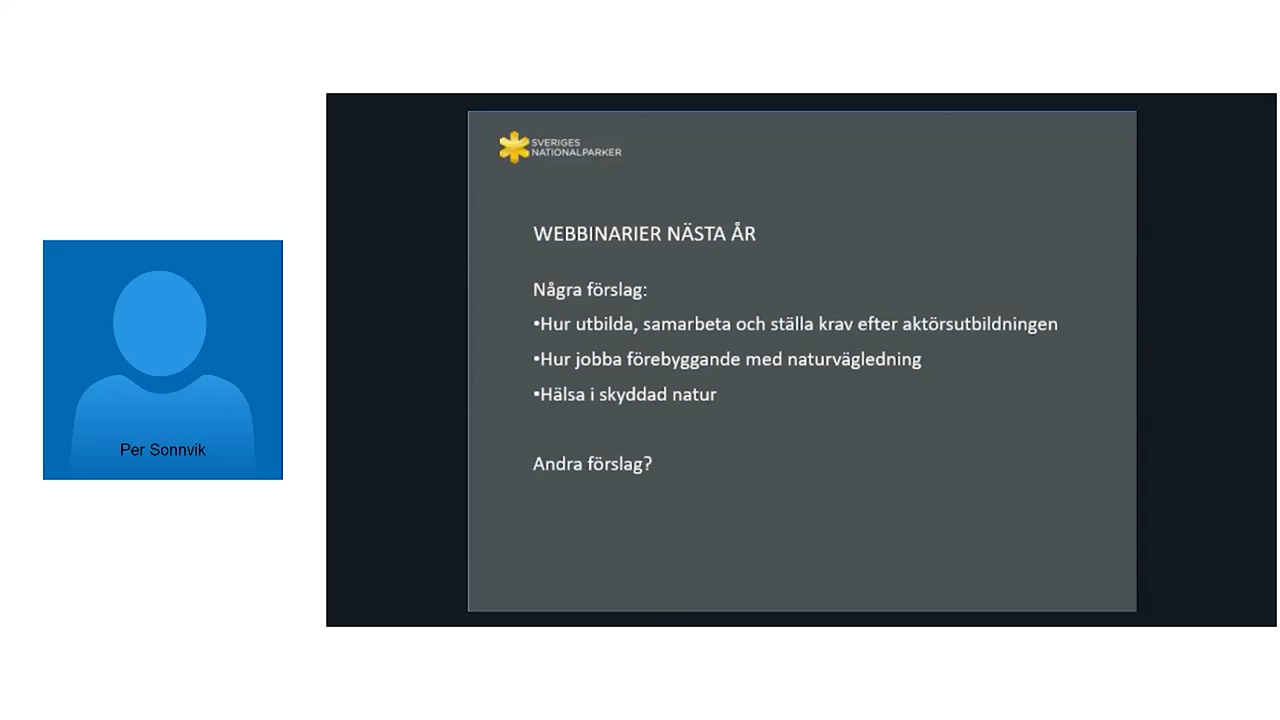 SVERIGES
NATIONALPARKER
WEBBINARIER NÄSTA ÅR
Några förslag:
•Hur utbilda, samarbeta och ställa krav efter aktörsutbildningen
•Hur jobba förebyggande med naturvägledning
•Hälsa i skyddad natur
Andra förslag?
Per Sonnvik